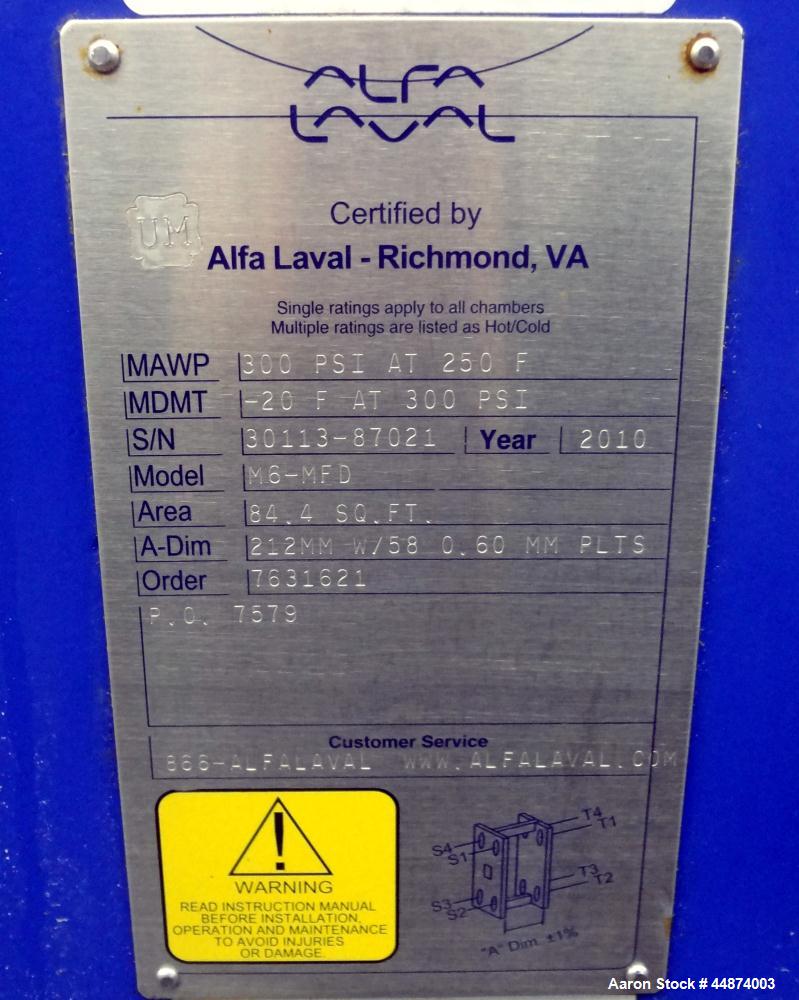 ALFA
LAVAL
UM
Certified by
Alfa Laval - Richmond, VA
Single ratings apply to all chambers
Multiple ratings are listed as Hot/Cold
MAWP 300 PSI AT 250 F
MDMT -20 F AT 300 PSI
S/N 30113-87021 Year 2010
Model M6-MFD
Area 84.4 SQ.FT.
A-Dim 212MM W/58 0.60 MM PLTS
Order 7631621
P.O. 7579
Customer Service
866-ALFALAVAL WWW.ALFALAVAL.COM
WARNING
READ INSTRUCTION MANUAL
BEFORE INSTALLATION,
OPERATION AND MAINTENANCE
TO AVOID INJURIES
OR DAMAGE.
S4 T4
S1 T1
S3 T3
S2 T2
"A" Dim. ±1%
Aaron Stock # 44874003